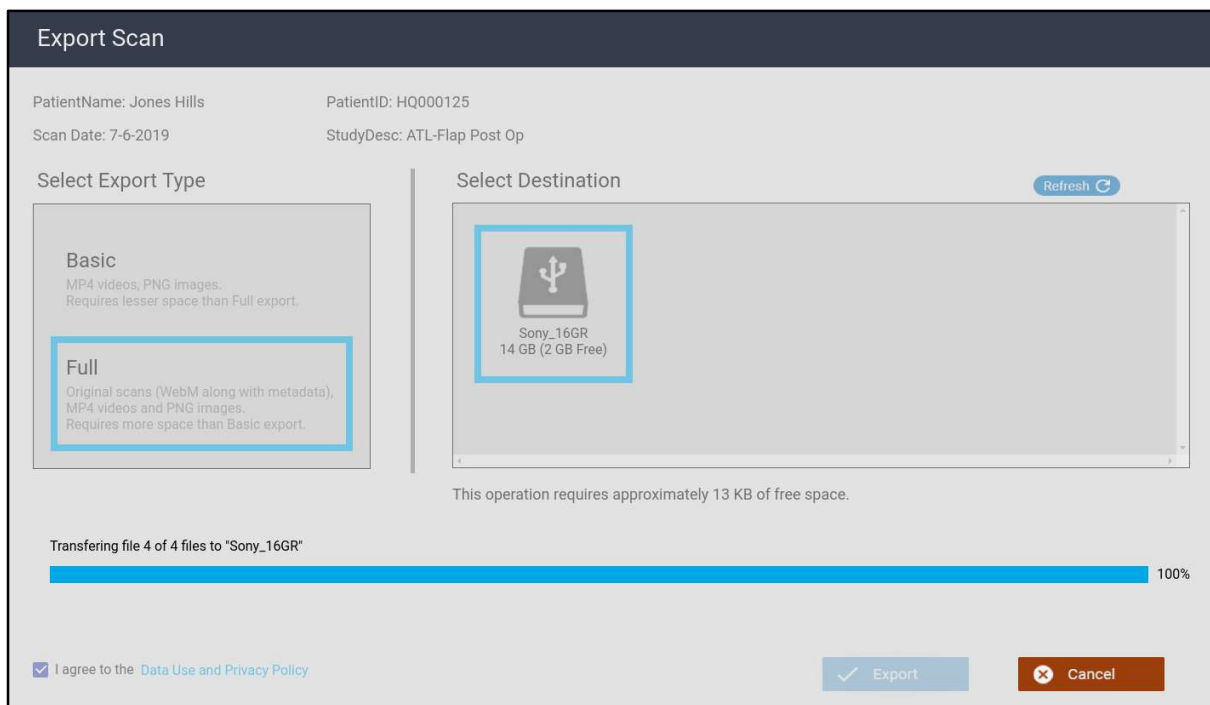 Export Scan
PatientName: Jones Hills
PatientID: HQ000125
Scan Date: 7-6-2019
StudyDesc: ATL-Flap Post Op
Select Export Type
Select Destination
Refresh
Basic
MP4 videos, PNG images.
Requires lesser space than Full export.
Full
Original scans (WebM along with metadata),
MP4 videos and PNG images.
Requires more space than Basic export.
Sony_16GR
14 GB (2 GB Free)
This operation requires approximately 13 KB of free space.
Transfering file 4 of 4 files to "Sony_16GR"
100%
I agree to the Data Use and Privacy Policy
Export
Cancel